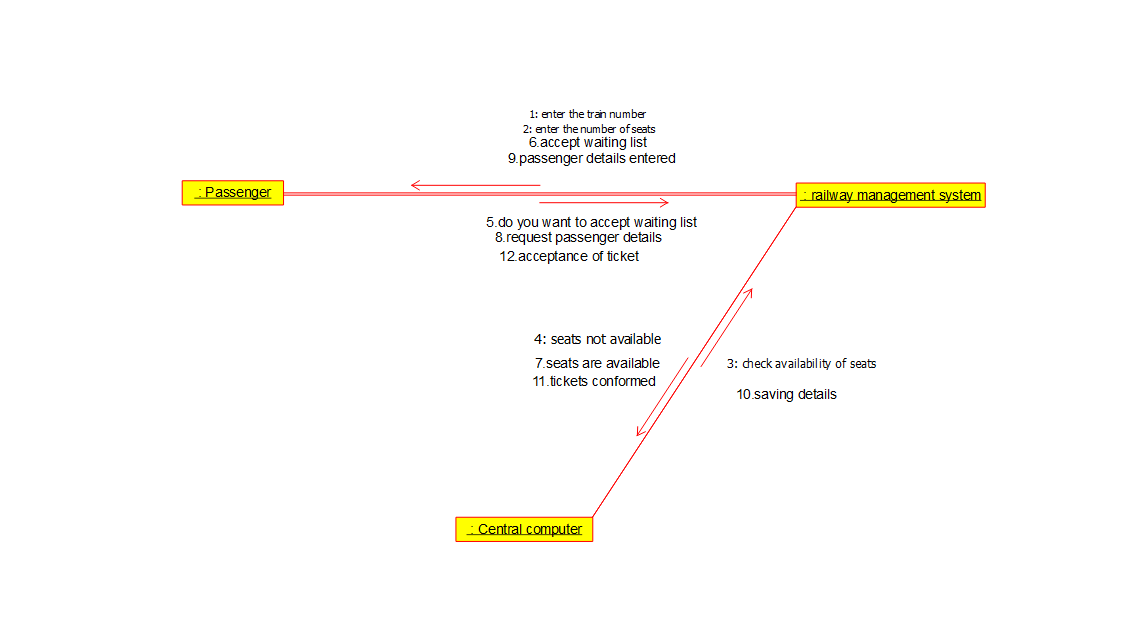 1: enter the train number
2: enter the number of seats
6.accept waiting list
9.passenger details entered
: Passenger
: railway management system
5.do you want to accept waiting list
8.request passenger details
12.acceptance of ticket
4: seats not available
7.seats are available
11.tickets conformed
3: check availability of seats
10.saving details
: Central computer